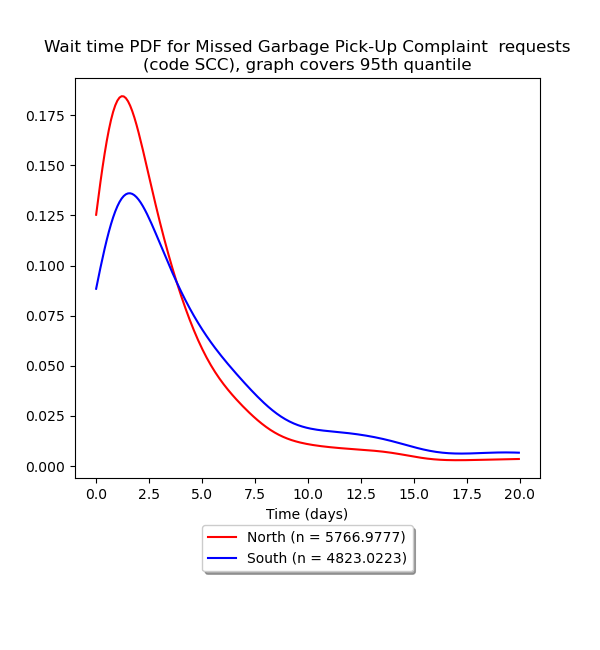 Wait time PDF for Missed Garbage Pick-Up Complaint  requests
(code SCC), graph covers 95th quantile
0.175
0.150
0.125
0.100
0.075
0.050
0.025
0.000
0.0 2.5 5.0 7.5 10.0 12.5 15.0 17.5 20.0
Time (days)
North (n = 5766.9777)
South (n = 4823.0223)